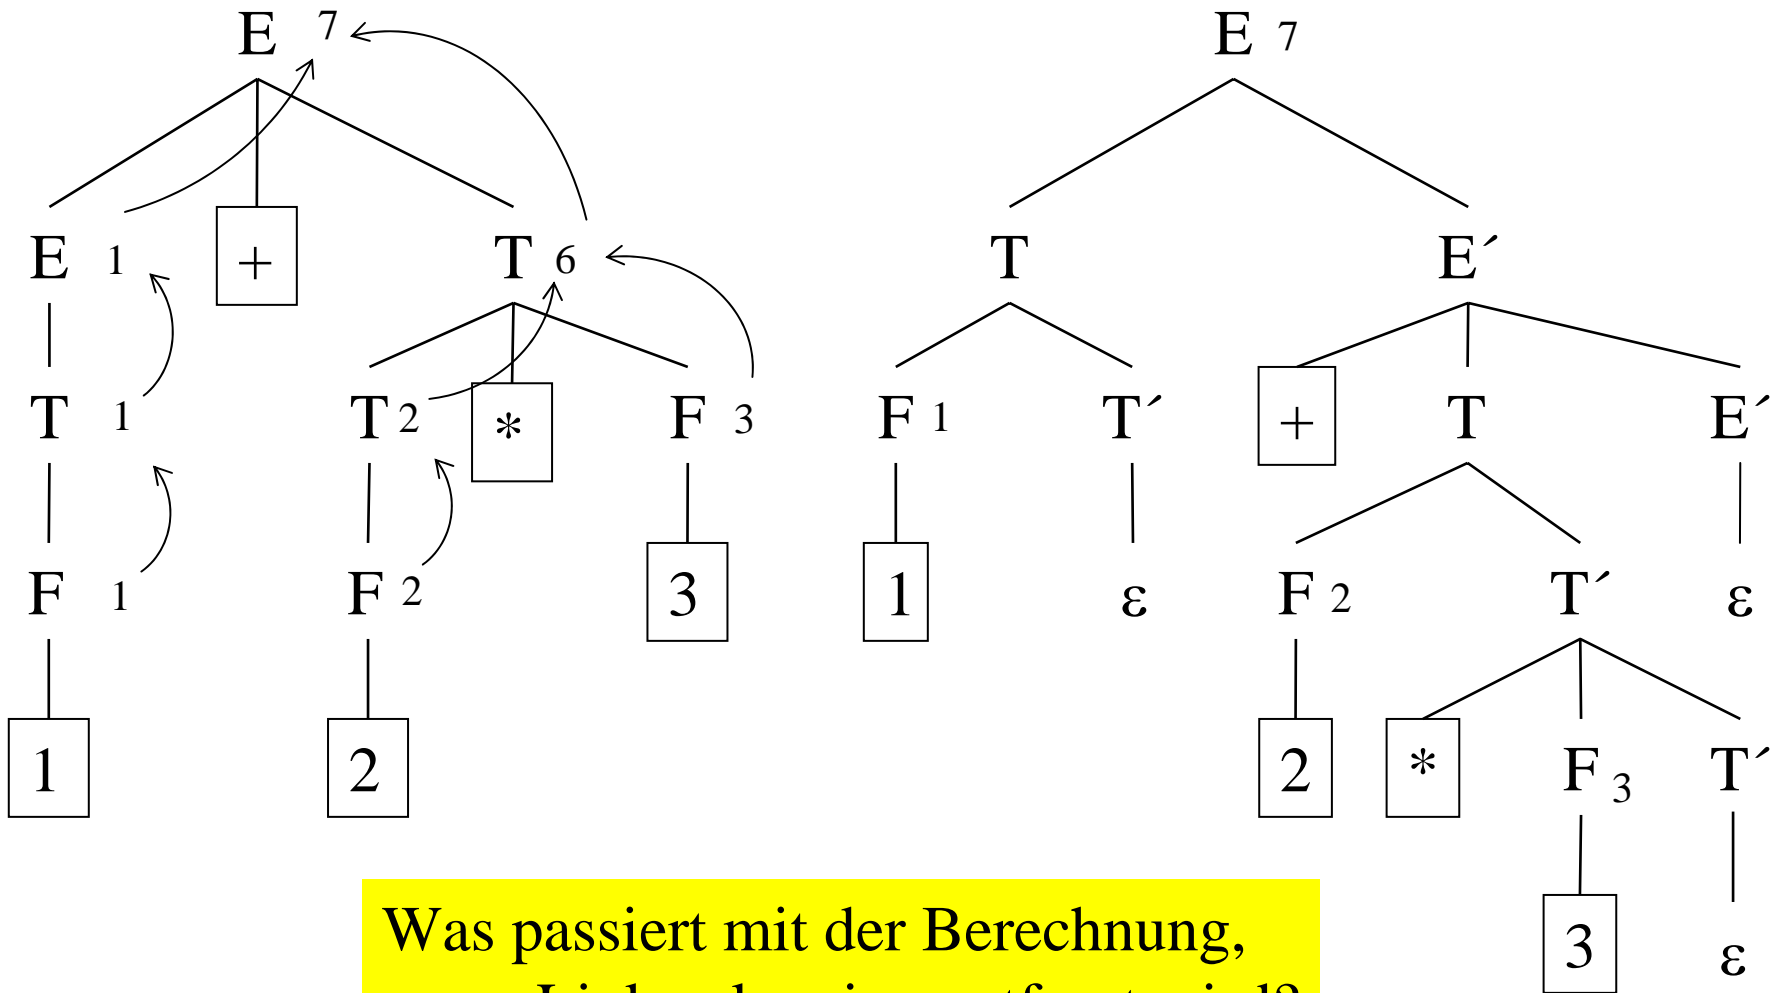 E 7 E 7
E 1 + T 6 T E´
T 1 T 2 * F 3 F 1 T´ + T E´
F 1 F 2 3 1 ε F 2 T´ ε
1 2 2 * F 3 T´
Was passiert mit der Berechnung,
3 ε